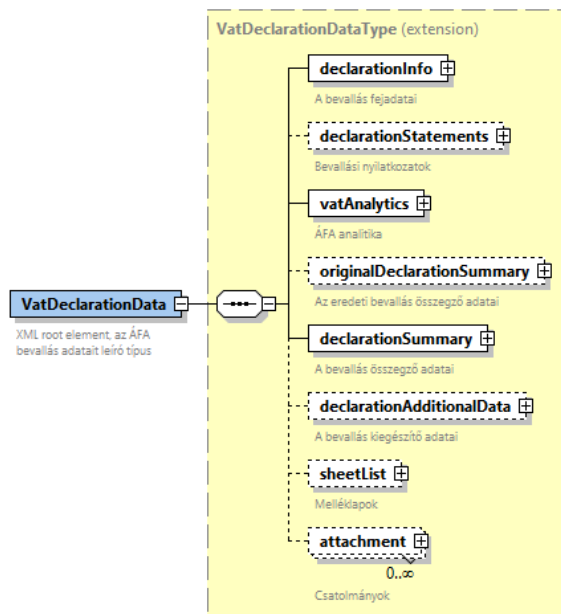 VatDeclarationDataType (extension)
declarationInfo
A bevallás fejadatai
declarationStatements
Bevallási nyilatkozatok
vatAnalytics
ÁFA analitika
originalDeclarationSummary
Az eredeti bevallás összegző adatai
VatDeclarationData
XML root element, az ÁFA
bevallás adatait leíró típus
declarationSummary
A bevallás összegző adatai
declarationAdditionalData
A bevallás kiegészítő adatai
sheetList
Melléklapok
attachment
0..∞
Csatolmányok